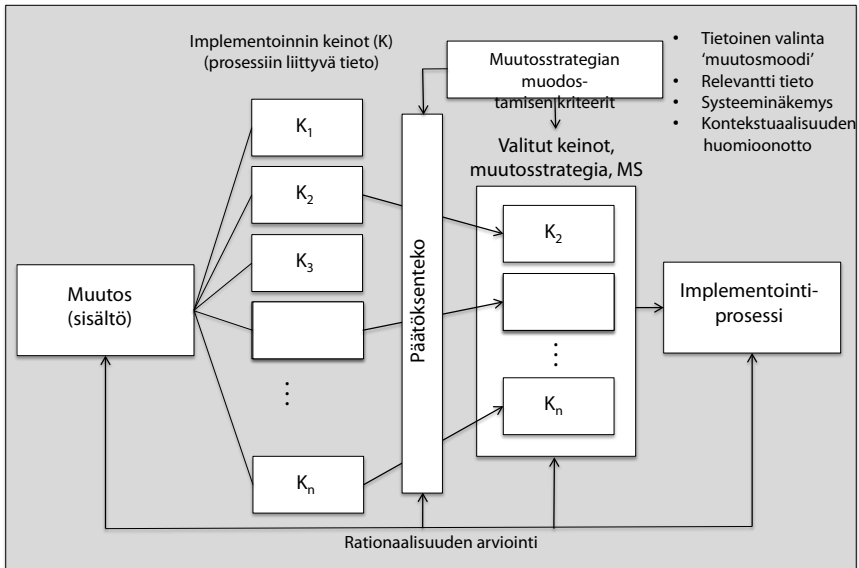 Implementoinnin keinot (K)
(prosessiin liittyvä tieto)
Muutosstrategian
muodos-
tamisen kriteerit
• Tietoinen valinta
'muutosmoodi'
• Relevantti tieto
• Systeeminäkemys
• Kontekstuaalisuuden
huomioonotto
Muutos
(sisältö)
K1
K2
K3
⋮
Kn
Päätöksenteko
Valitut keinot,
muutosstrategia, MS
K2
⋮
Kn
Implementointi-
prosessi
Rationaalisuuden arviointi